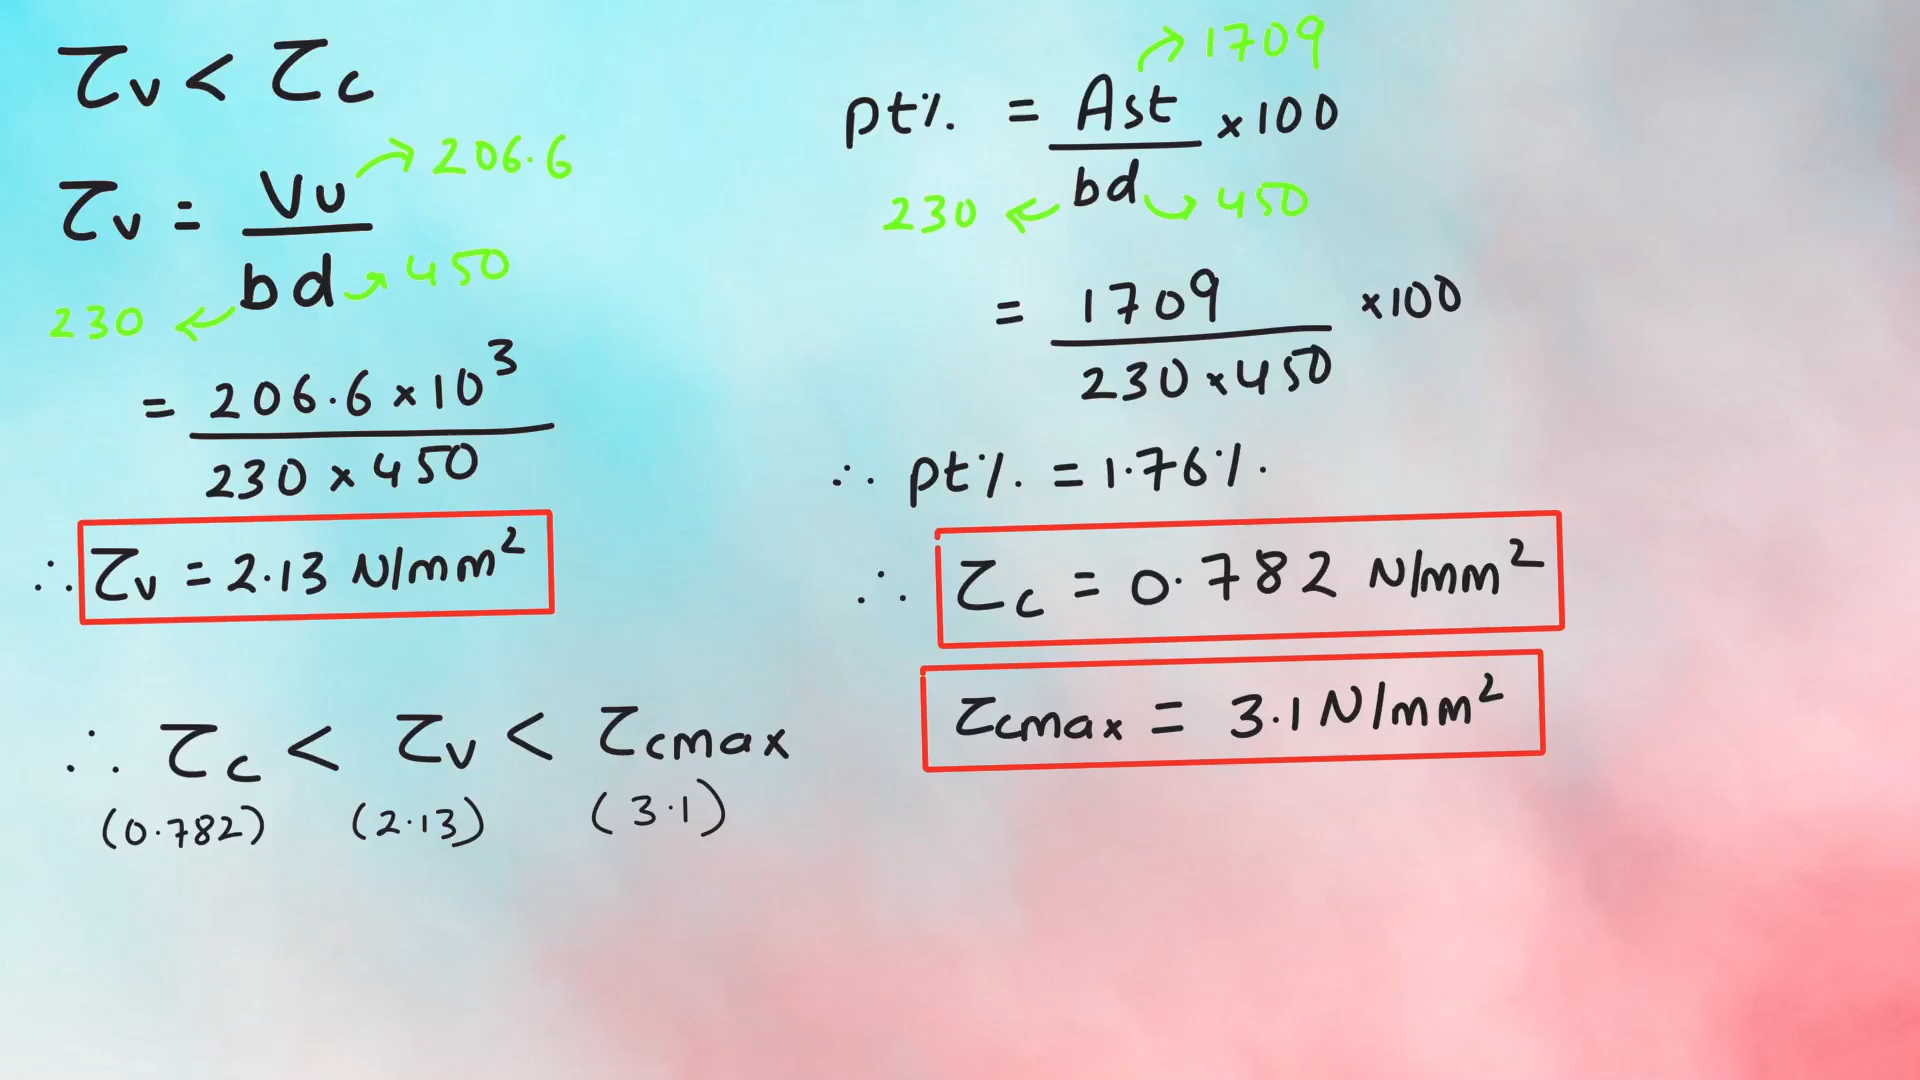 τv < τc
τv = Vu / bd
→ 206.6
230 ← → 450
= 206.6 × 10³ / 230 × 450
∴ τv = 2.13 N/mm²
∴ τc < τv < τcmax
(0.782) (2.13) (3.1)
pt% = Ast / bd × 100
→ 1709
230 ← → 450
= 1709 / 230 × 450 × 100
∴ pt% = 1.76%.
∴ τc = 0.782 N/mm²
τcmax = 3.1 N/mm²